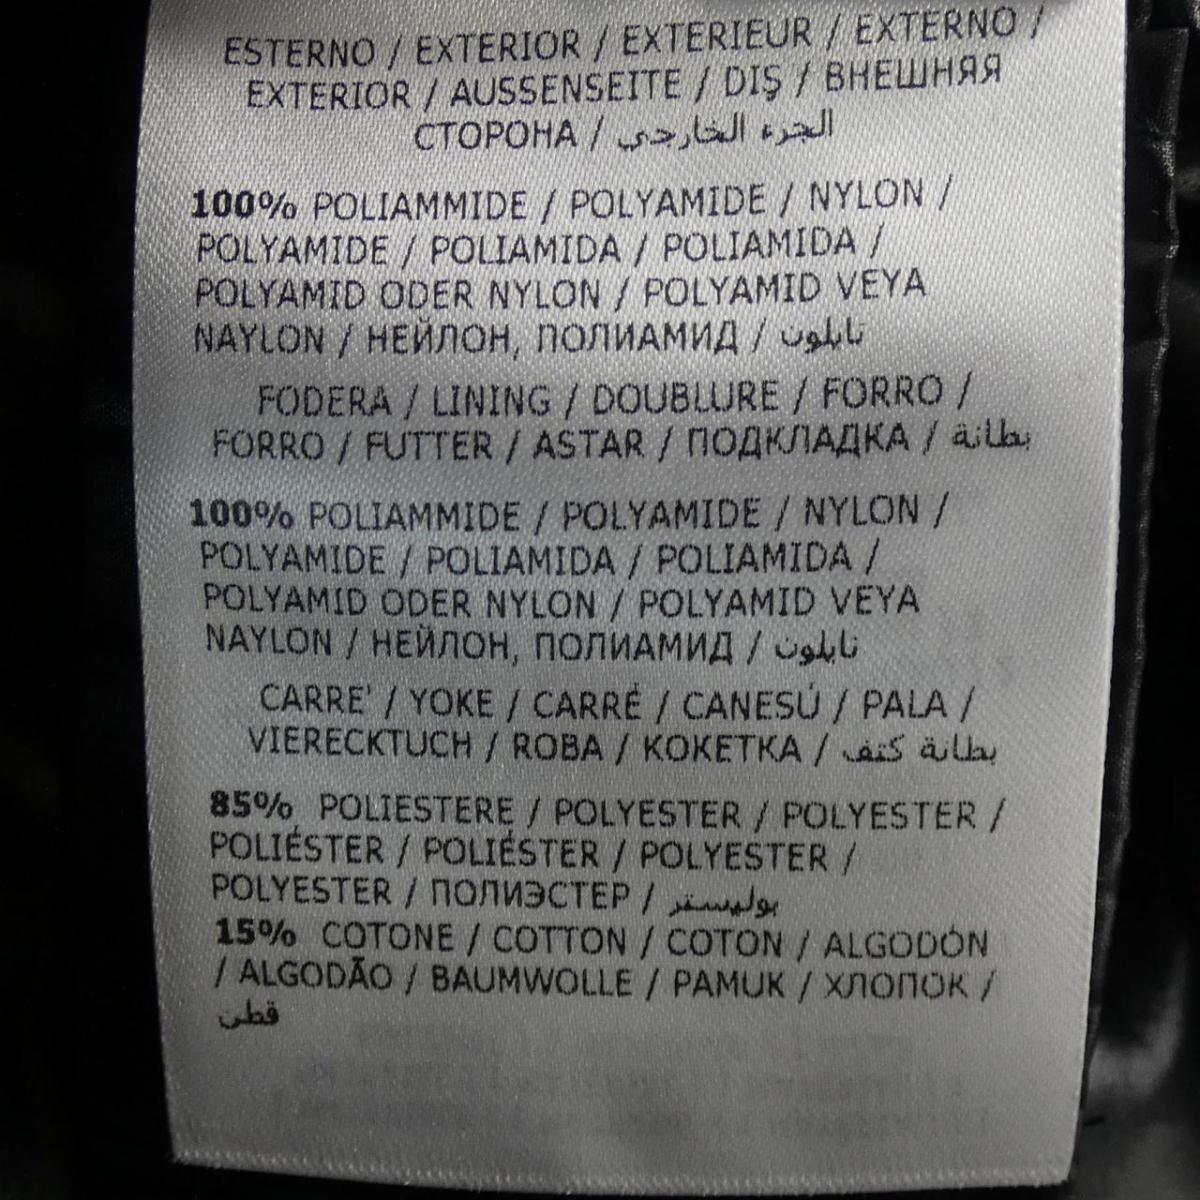 ESTERNO / EXTERIOR / EXTERIEUR / EXTERNO /
EXTERIOR / AUSSENSEITE / DIŞ / ВНЕШНЯЯ
СТОРОНА / الجزء الخارجي
100% POLIAMMIDE / POLYAMIDE / NYLON /
POLYAMIDE / POLIAMIDA / POLIAMIDA /
POLYAMID ODER NYLON / POLYAMID VEYA
NAYLON / НЕЙЛОН, ПОЛИАМИД / نايلون
FODERA / LINING / DOUBLURE / FORRO /
FORRO / FUTTER / ASTAR / ПОДКЛАДКА / بطانة
100% POLIAMMIDE / POLYAMIDE / NYLON /
POLYAMIDE / POLIAMIDA / POLIAMIDA /
POLYAMID ODER NYLON / POLYAMID VEYA
NAYLON / НЕЙЛОН, ПОЛИАМИД / نايلون
CARRE' / YOKE / CARRÉ / CANESÚ / PALA /
VIERECKTUCH / ROBA / КОКЕТКА / بطانة كتف
85% POLIESTERE / POLYESTER / POLYESTER /
POLIÉSTER / POLIÉSTER / POLYESTER /
POLYESTER / ПОЛИЭСТЕР / بوليستر
15% COTONE / COTTON / COTON / ALGODÓN
/ ALGODÃO / BAUMWOLLE / PAMUK / ХЛОПОК /
قطن